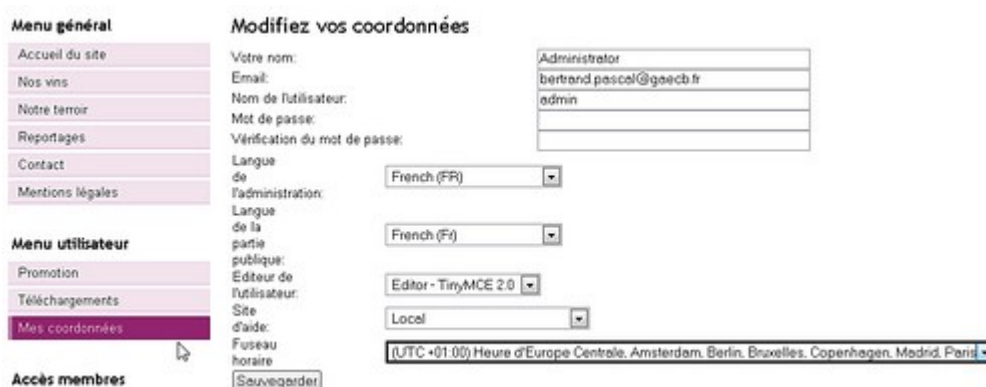 Menu général
Accueil du site
Nos vins
Notre terroir
Reportages
Contact
Mentions légales
Menu utilisateur
Promotion
Téléchargements
Mes coordonnées
Accès membres
Modifiez vos coordonnées
Votre nom: Administrator
Email: bertrand.pascal@gaecb.fr
Nom de l'utilisateur: admin
Mot de passe:
Vérification du mot de passe:
Langue
de
l'administration: French (FR)
Langue
de la
partie
publique: French (Fr)
Editeur de
l'utilisateur: Editor - TinyMCE 2.0
Site
d'aide: Local
Fuseau
horaire (UTC +01:00) Heure d'Europe Centrale, Amsterdam, Berlin, Bruxelles, Copenhagen, Madrid, Paris
Sauvegarder